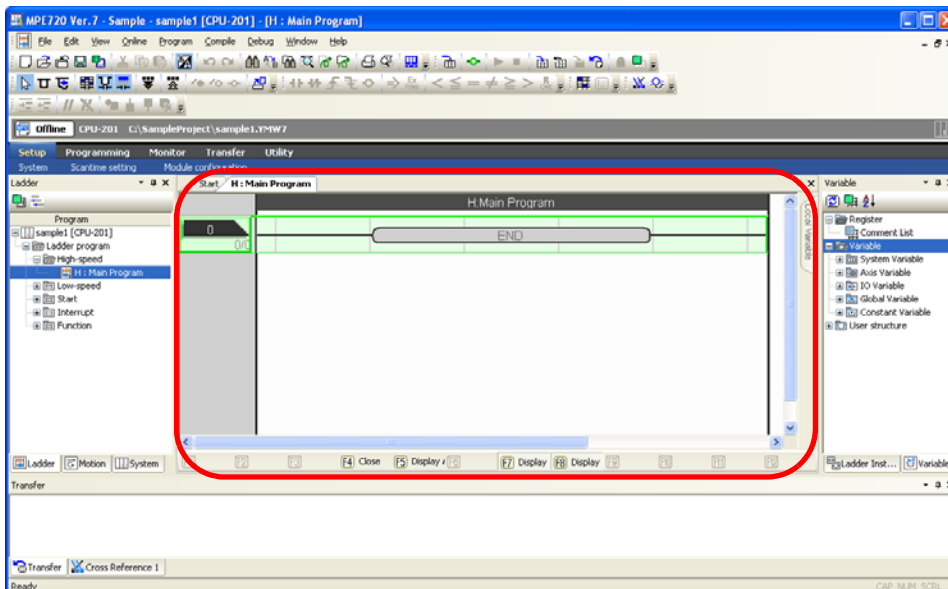 MPE720 Ver.7 - Sample - sample1 [CPU-201] - [H : Main Program]
File Edit View Online Program Compile Debug Window Help
Offline CPU-201 C:\SampleProject\sample1.YMW7
Setup Programming Monitor Transfer Utility
System Scantime setting Module configuration
Ladder
Start H : Main Program
Variable
Program
sample1 [CPU-201]
Ladder program
High-speed
H : Main Program
Low-speed
Start
Interrupt
Function
H.Main Program
0
0/0
END
Local Variable
Register
Comment List
Variable
System Variable
Axis Variable
IO Variable
Global Variable
Constant Variable
User structure
F2 F3 F4 Close F5 Display F6 F7 Display F8 Display F9
Ladder Motion System
Ladder Inst... Variable
Transfer
Transfer Cross Reference 1
Ready
CAP NUM SCRL